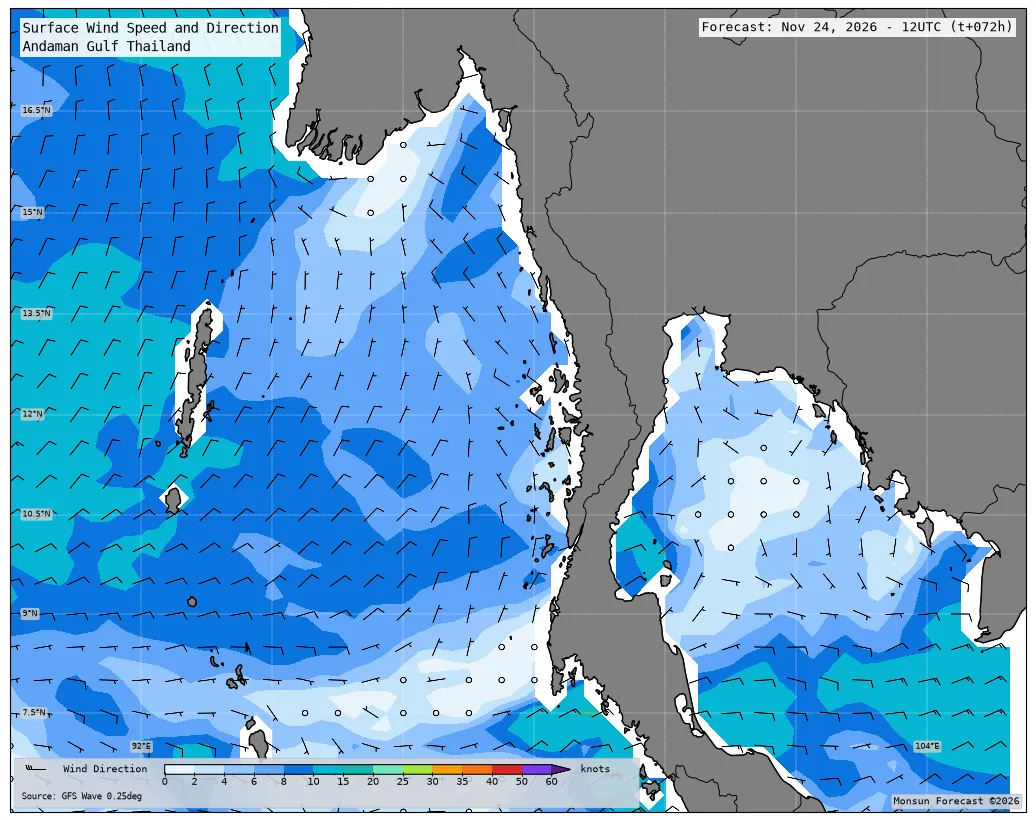 Surface Wind Speed and Direction
Andaman Gulf Thailand
Forecast: Nov 24, 2026 - 12UTC (t+072h)
16.5°N
15°N
13.5°N
12°N
10.5°N
9°N
7.5°N
92°E
104°E
Wind Direction
0 2 4 6 8 10 15 20 25 30 35 40 50 60
knots
Source: GFS Wave 0.25deg
Monsun Forecast ©2026